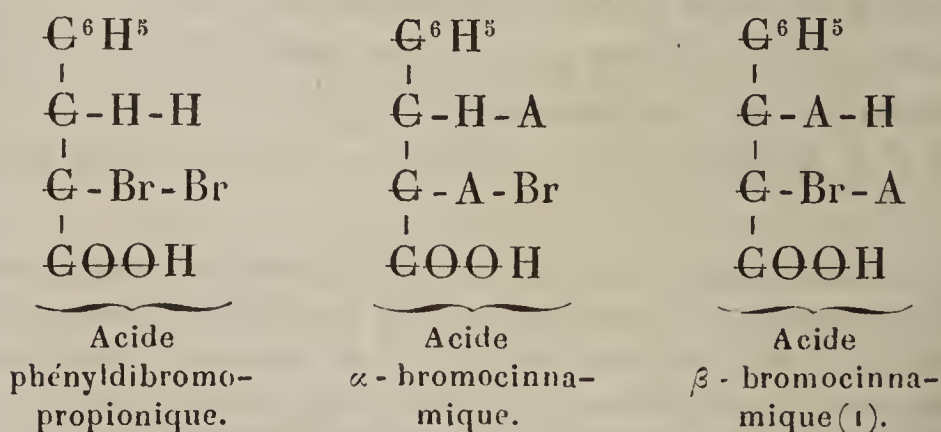 C⁶H⁵
C-H-H
C-Br-Br
COOH
Acide
phényldibromo-
propionique.
C⁶H⁵
C-H-A
C-A-Br
COOH
Acide
α-bromocinna-
mique.
C⁶H⁵
C-A-H
C-Br-A
COOH
Acide
β-bromocinna-
mique (1).